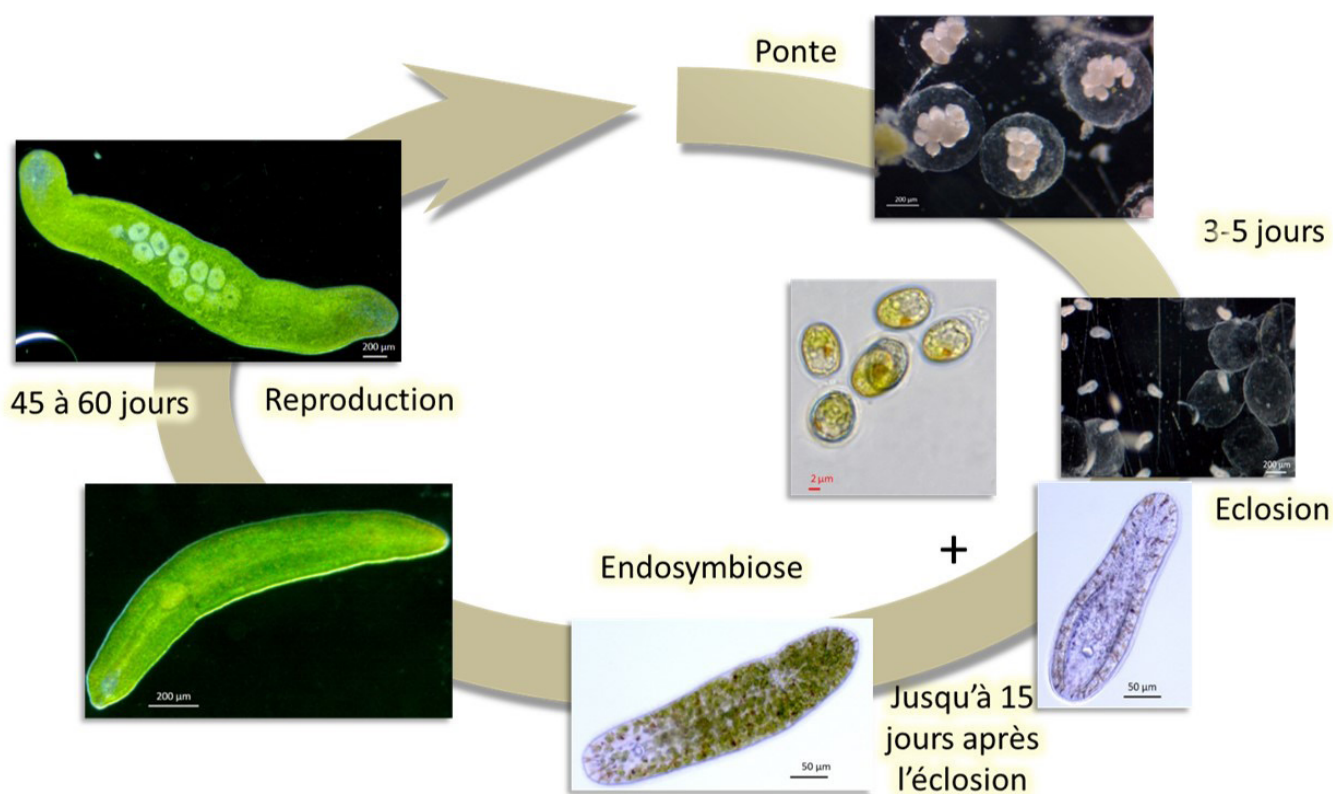 Ponte
200 µm
3-5 jours
200 µm
Eclosion
2 µm
+
50 µm
Jusqu'à 15
jours après
l'éclosion
Endosymbiose
50 µm
200 µm
45 à 60 jours
Reproduction
200 µm